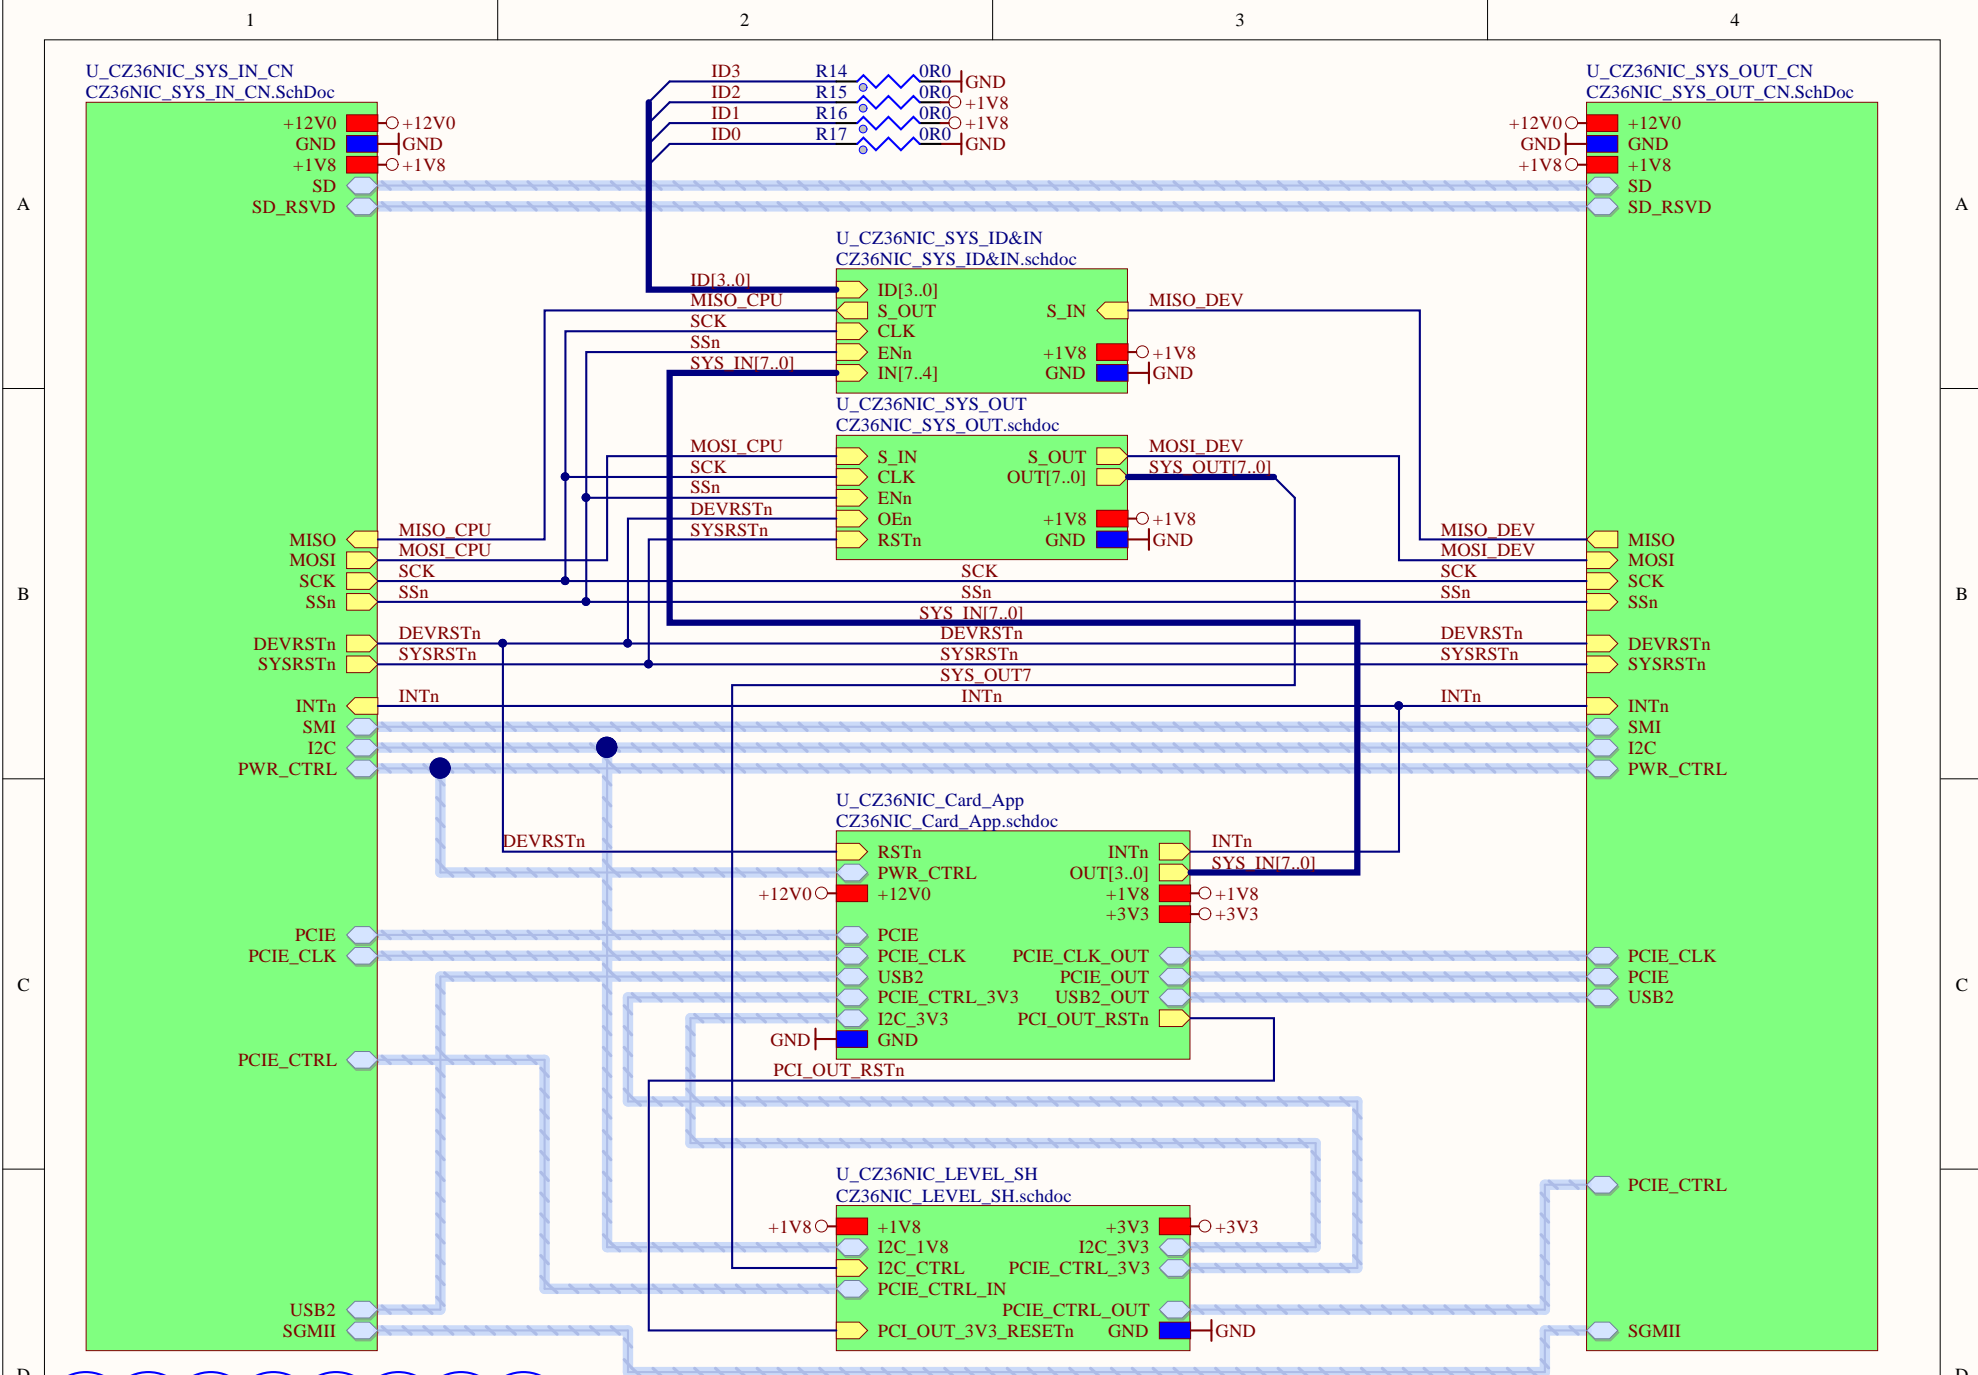 1 2 3 4
U_CZ36NIC_SYS_IN_CN
CZ36NIC_SYS_IN_CN.SchDoc
+12V0 +12V0
GND GND
+1V8 +1V8
SD
SD_RSVD
MISO MISO_CPU
MOSI MOSI_CPU
SCK SCK
SSn SSn
DEVRSTn DEVRSTn
SYSRSTn SYSRSTn
INTn INTn
SMI
I2C
PWR_CTRL
PCIE
PCIE_CLK
PCIE_CTRL
USB2
SGMII
ID3 R14 0R0 GND
ID2 R15 0R0 +1V8
ID1 R16 0R0 +1V8
ID0 R17 0R0 GND
U_CZ36NIC_SYS_ID&IN
CZ36NIC_SYS_ID&IN.schdoc
ID[3..0] ID[3..0]
MISO_CPU S_OUT S_IN MISO_DEV
SCK CLK
SSn ENn +1V8 +1V8
SYS_IN[7..0] IN[7..4] GND GND
U_CZ36NIC_SYS_OUT
CZ36NIC_SYS_OUT.schdoc
MOSI_CPU S_IN S_OUT MOSI_DEV
SCK CLK OUT[7..0] SYS_OUT[7..0]
SSn ENn
DEVRSTn OEn +1V8 +1V8
SYSRSTn RSTn GND GND
SCK
SSn
SYS_IN[7..0]
DEVRSTn
SYSRSTn
SYS_OUT7
INTn
U_CZ36NIC_Card_App
CZ36NIC_Card_App.schdoc
DEVRSTn RSTn INTn INTn
PWR_CTRL OUT[3..0] SYS_IN[7..0]
+12V0 +12V0 +1V8 +1V8
+3V3 +3V3
PCIE
PCIE_CLK PCIE_CLK_OUT
USB2 PCIE_OUT
PCIE_CTRL_3V3 USB2_OUT
I2C_3V3 PCI_OUT_RSTn
GND GND
PCI_OUT_RSTn
U_CZ36NIC_LEVEL_SH
CZ36NIC_LEVEL_SH.schdoc
+1V8 +1V8 +3V3 +3V3
I2C_1V8 I2C_3V3
I2C_CTRL PCIE_CTRL_3V3
PCIE_CTRL_IN
PCIE_CTRL_OUT
PCI_OUT_3V3_RESETn GND GND
U_CZ36NIC_SYS_OUT_CN
CZ36NIC_SYS_OUT_CN.SchDoc
+12V0 +12V0
GND GND
+1V8 +1V8
SD
SD_RSVD
MISO_DEV MISO
MOSI_DEV MOSI
SCK SCK
SSn SSn
DEVRSTn DEVRSTn
SYSRSTn SYSRSTn
INTn INTn
SMI
I2C
PWR_CTRL
PCIE_CLK
PCIE
USB2
PCIE_CTRL
SGMII
A A
B B
C C
D D